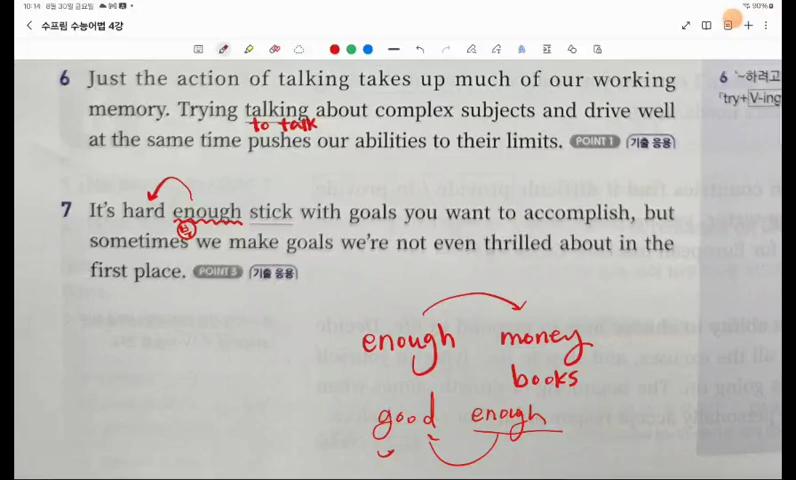 10:14 8월 30일 금요일
90%
수프림 수능어법 4강
6 Just the action of talking takes up much of our working
memory. Trying talking about complex subjects and drive well
to talk
at the same time pushes our abilities to their limits. POINT 1 (기출 응용)
6 '~하려고
'try+V-ing
7 It's hard enough stick with goals you want to accomplish, but
부
sometimes we make goals we're not even thrilled about in the
first place. POINT 3 (기출 응용)
enough money
books
good enough